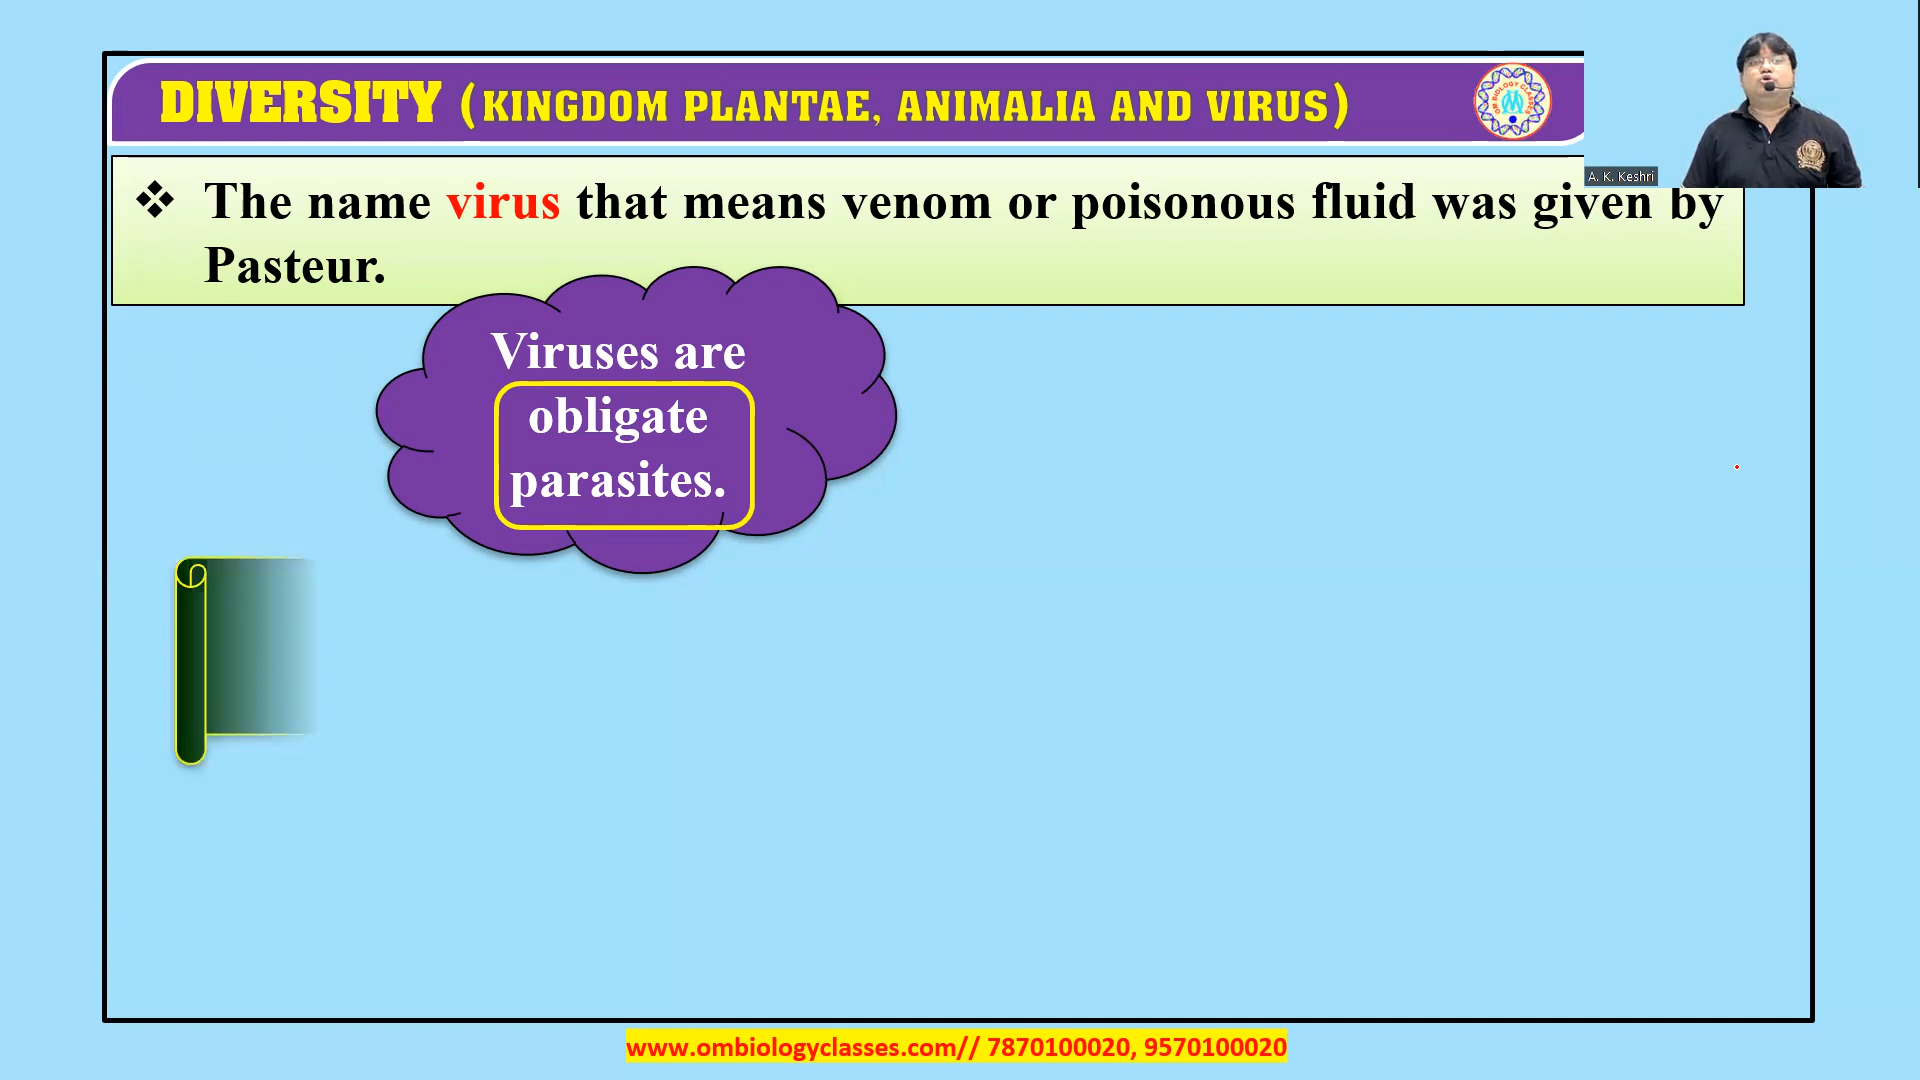 DIVERSITY (KINGDOM PLANTAE, ANIMALIA AND VIRUS)
A. K. Keshri
❖ The name virus that means venom or poisonous fluid was given by
Pasteur.
Viruses are
obligate
parasites.
www.ombiologyclasses.com// 7870100020, 9570100020